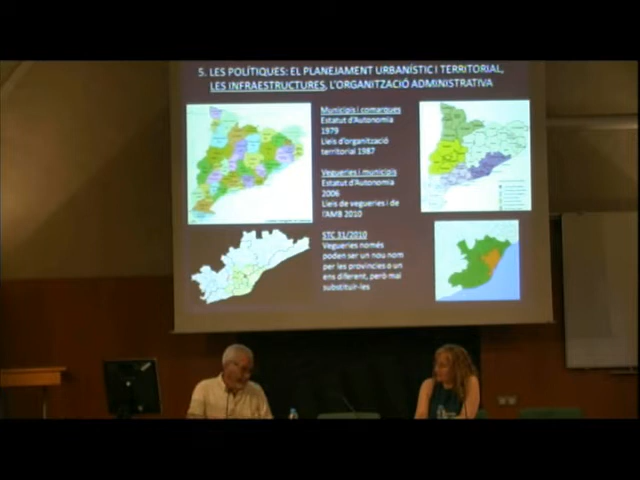 5. LES POLÍTIQUES: EL PLANEJAMENT URBANÍSTIC I TERRITORIAL,
LES INFRAESTRUCTURES, L'ORGANITZACIÓ ADMINISTRATIVA
Municipis i comarques
Estatut d'Autonomia
1979
Lleis d'organització
territorial 1987
Vegueries i municipis
Estatut d'Autonomia
2006
Lleis de vegueries i de
l'AMB 2010
STC 31/2010
Vegueries només
poden ser un nou nom
per les províncies o un
ens diferent, però mai
substituir-les